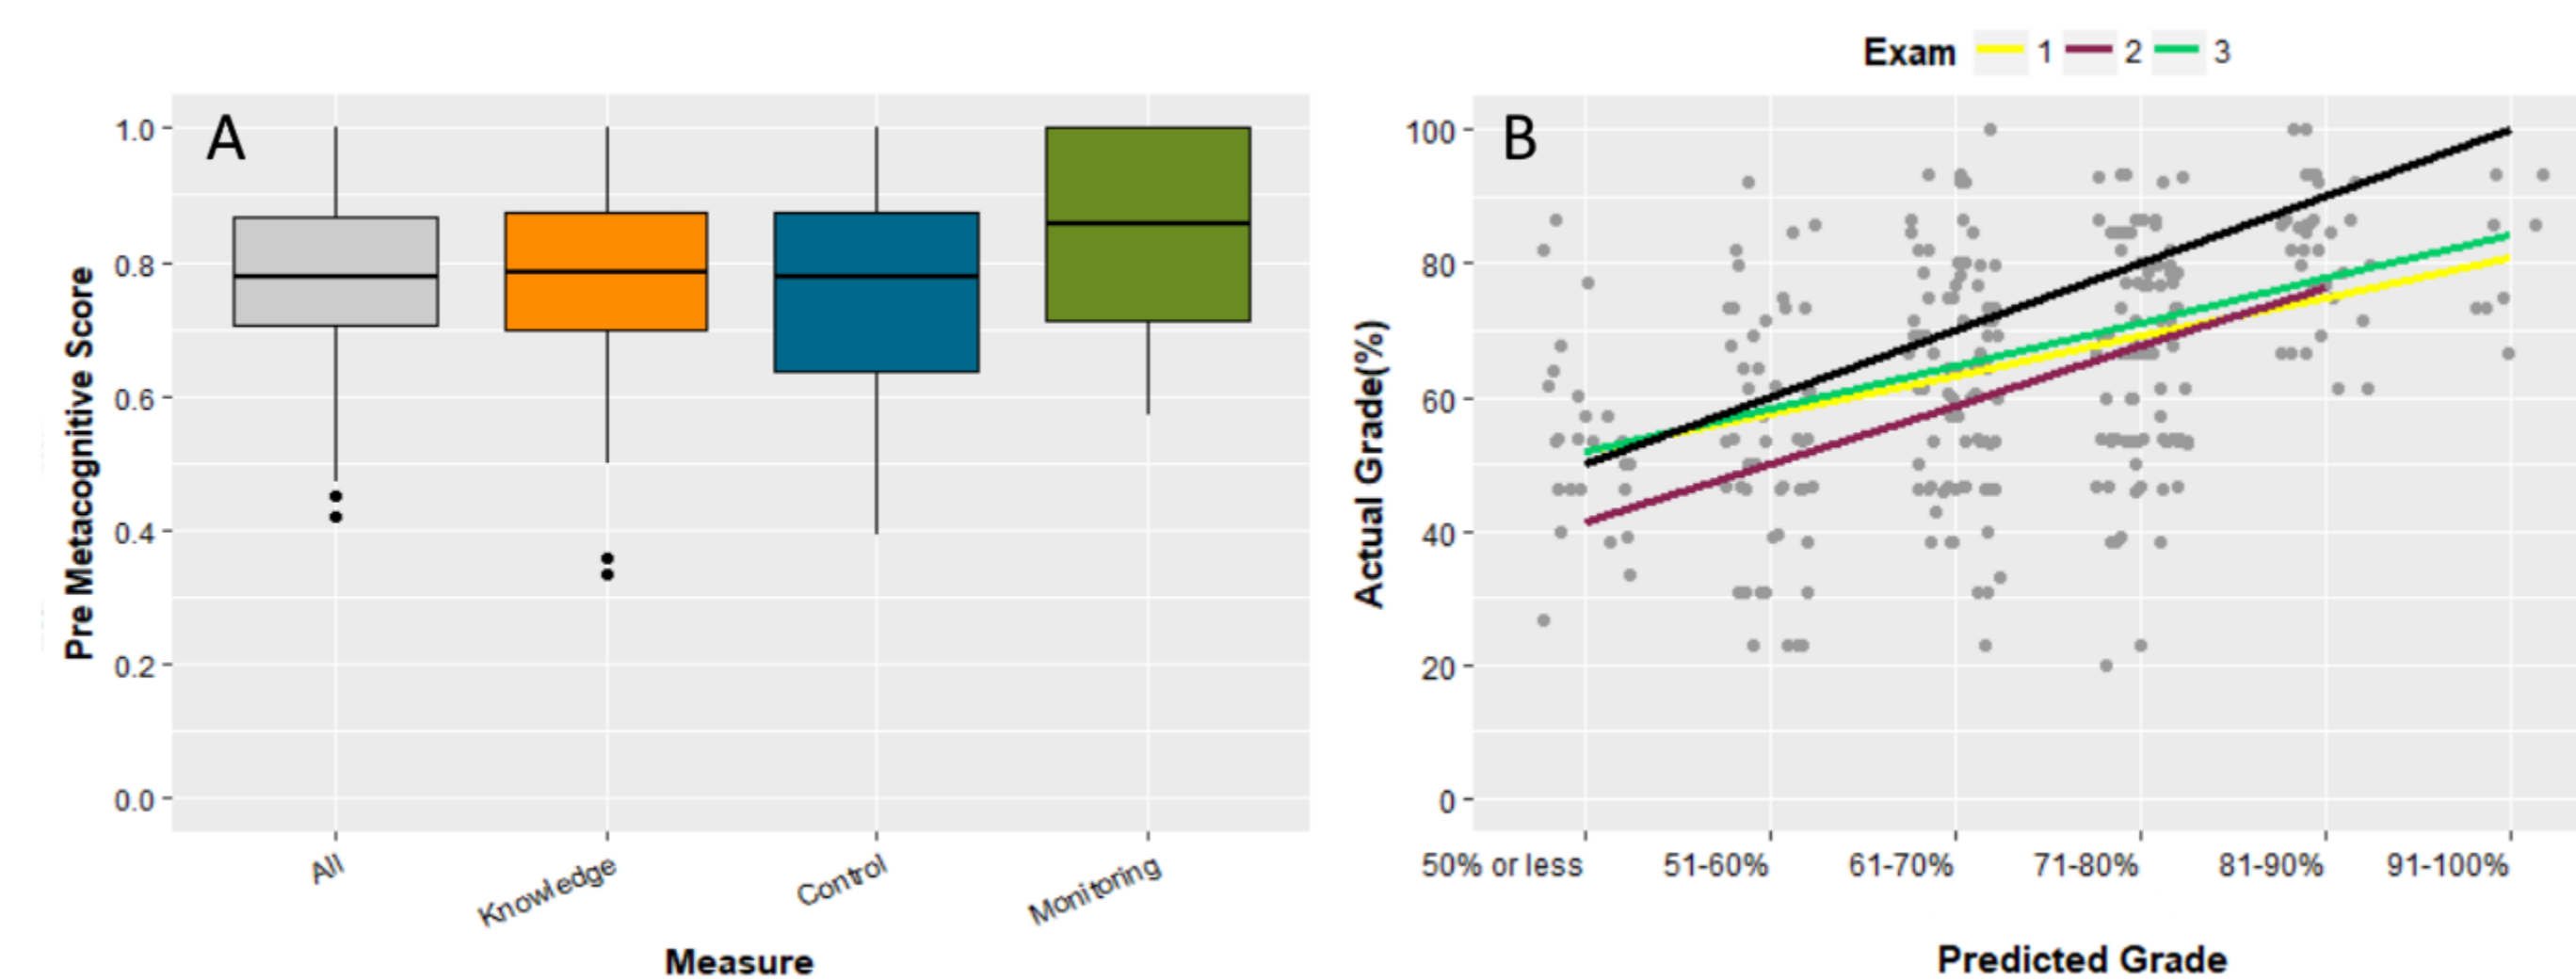 A
1.0
0.8
0.6
0.4
0.2
0.0
Pre Metacognitive Score
All
Knowledge
Control
Monitoring
Measure
Exam 1 2 3
B
100
80
60
40
20
0
Actual Grade(%)
50% or less 51-60% 61-70% 71-80% 81-90% 91-100%
Predicted Grade